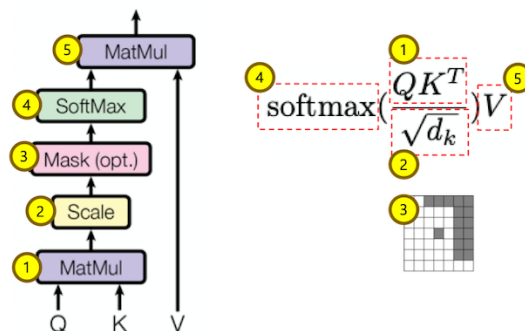 5 MatMul
4 SoftMax
3 Mask (opt.)
2 Scale
1 MatMul
Q K V
1
4 5
softmax(QK^T/√d_k)V
2
3